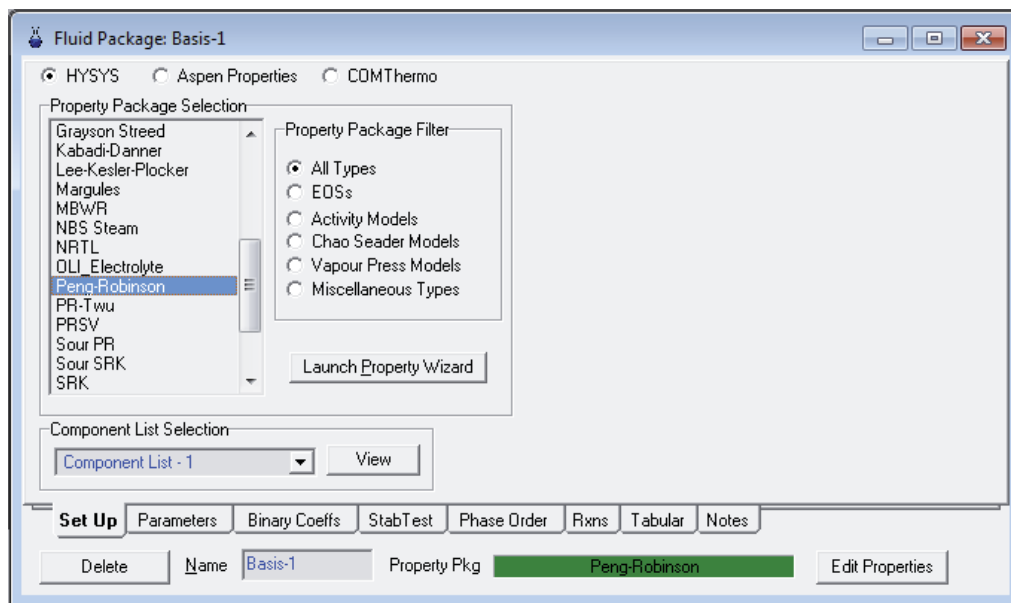 Fluid Package: Basis-1
HYSYS Aspen Properties COMThermo
Property Package Selection
Grayson Streed
Kabadi-Danner
Lee-Kesler-Plocker
Margules
MBWR
NBS Steam
NRTL
OLI_Electrolyte
Peng-Robinson
PR-Twu
PRSV
Sour PR
Sour SRK
SRK
Property Package Filter
All Types
EOSs
Activity Models
Chao Seader Models
Vapour Press Models
Miscellaneous Types
Launch Property Wizard
Component List Selection
Component List - 1 View
Set Up Parameters Binary Coeffs StabTest Phase Order Rxns Tabular Notes
Delete Name Basis-1 Property Pkg Peng-Robinson Edit Properties